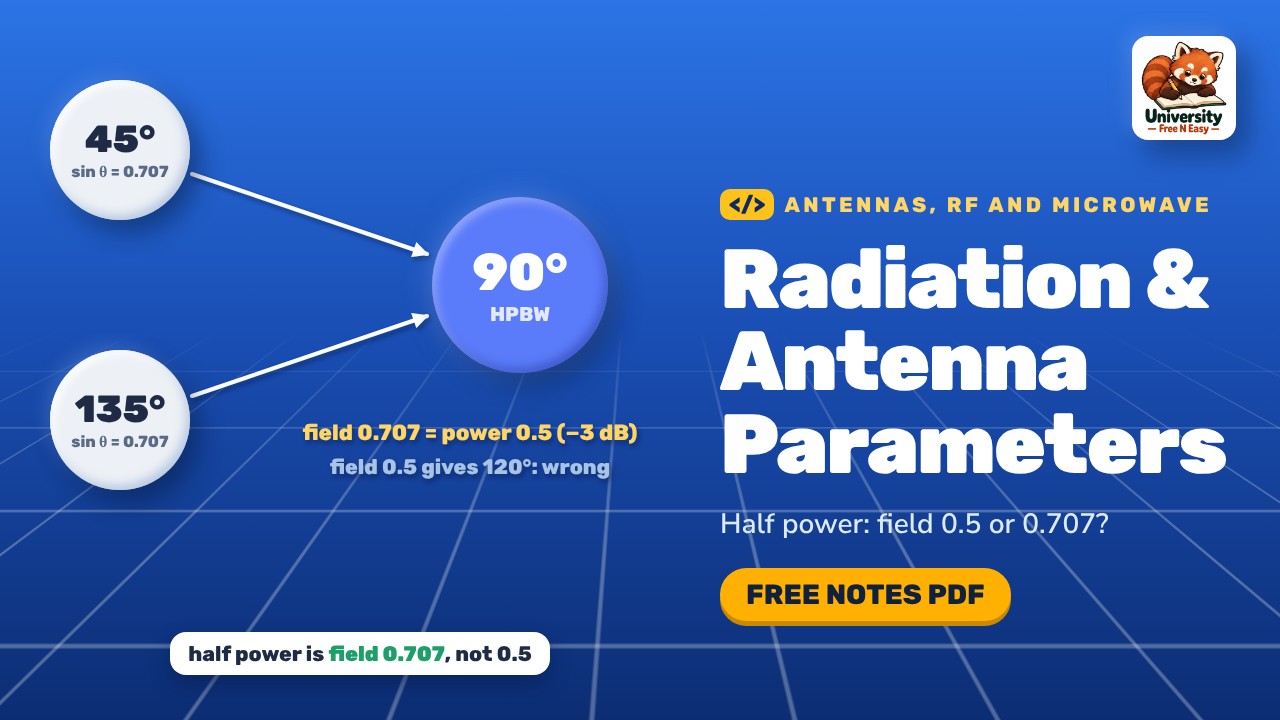 45°
sin θ = 0.707
135°
sin θ = 0.707
90°
HPBW
field 0.707 = power 0.5 (−3 dB)
field 0.5 gives 120°: wrong
half power is field 0.707, not 0.5
University
Free N Easy
</> ANTENNAS, RF AND MICROWAVE
Radiation &
Antenna
Parameters
Half power: field 0.5 or 0.707?
FREE NOTES PDF